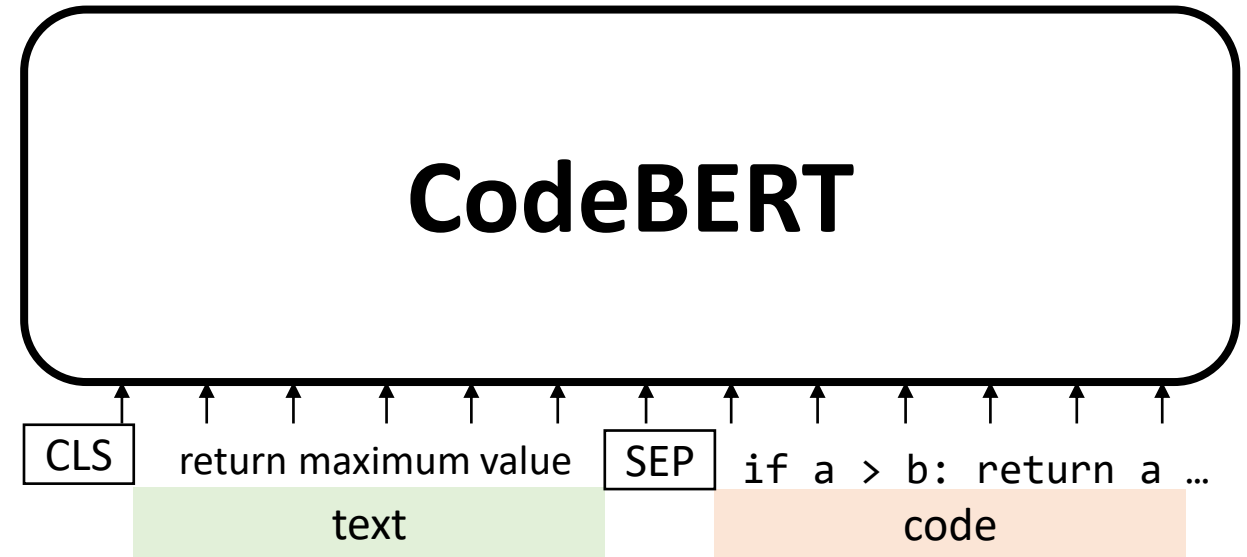 CodeBERT
CLS return maximum value SEP if a > b: return a …
text code